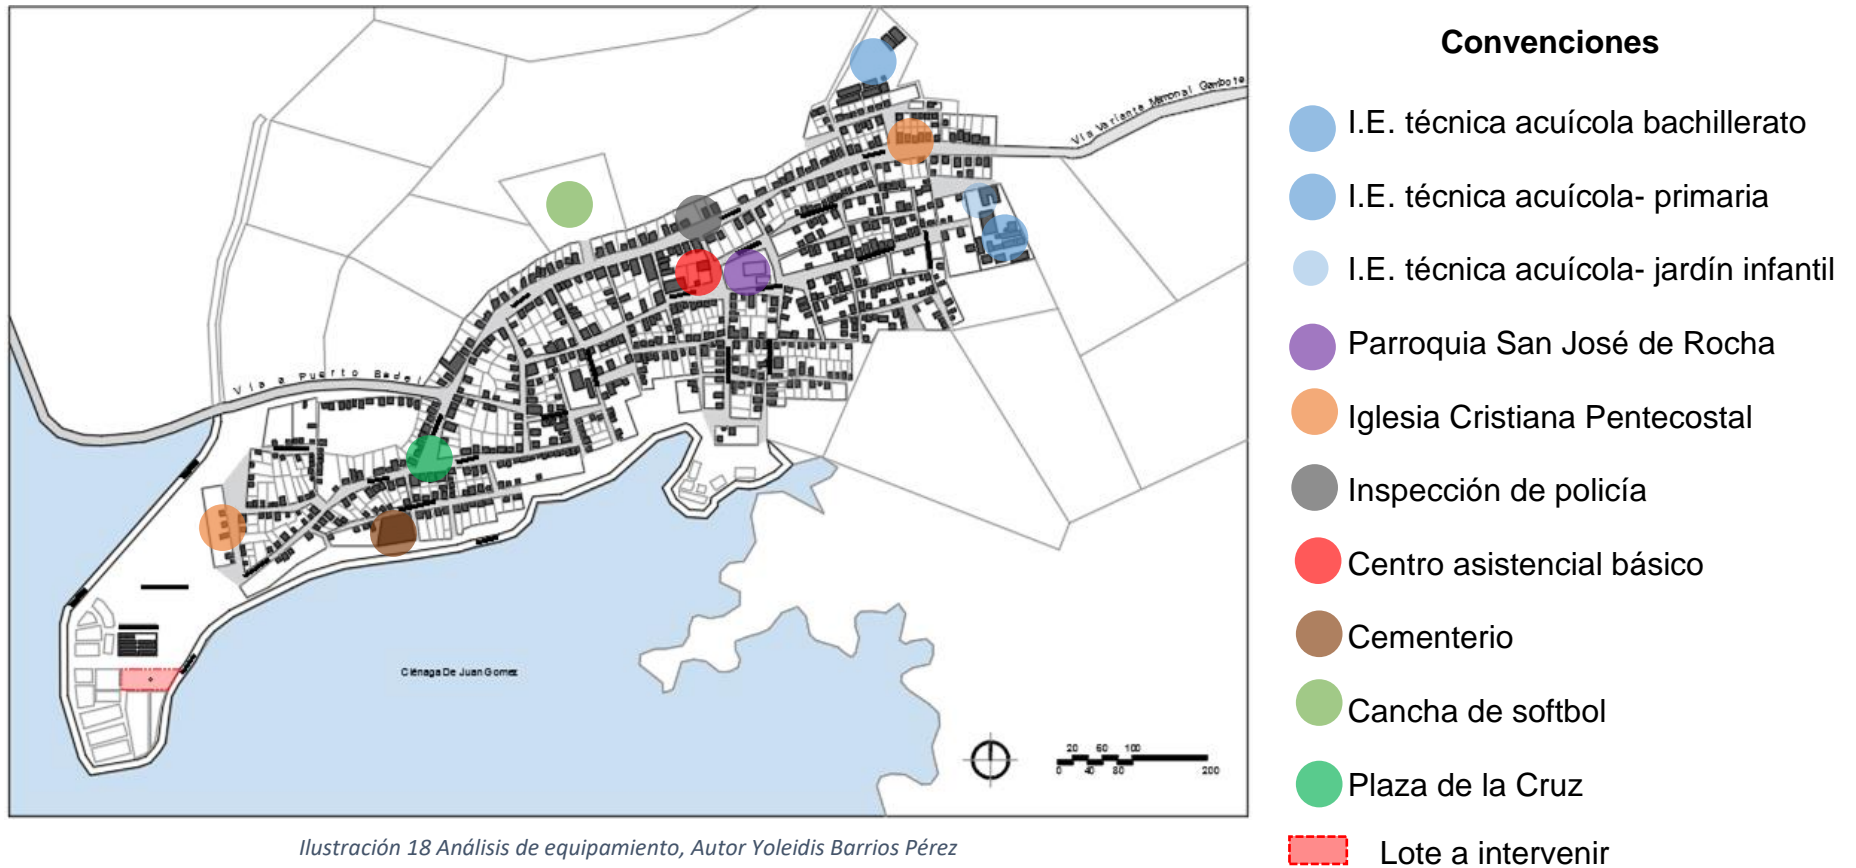 Vía Variante Mamonal Gambote
Vía a Puerto Badel
Ciénaga De Juan Gomez
20 60 100
0 40 80 200
Ilustración 18 Análisis de equipamiento, Autor Yoleidis Barrios Pérez
Convenciones
I.E. técnica acuícola bachillerato
I.E. técnica acuícola- primaria
I.E. técnica acuícola- jardín infantil
Parroquia San José de Rocha
Iglesia Cristiana Pentecostal
Inspección de policía
Centro asistencial básico
Cementerio
Cancha de softbol
Plaza de la Cruz
Lote a intervenir